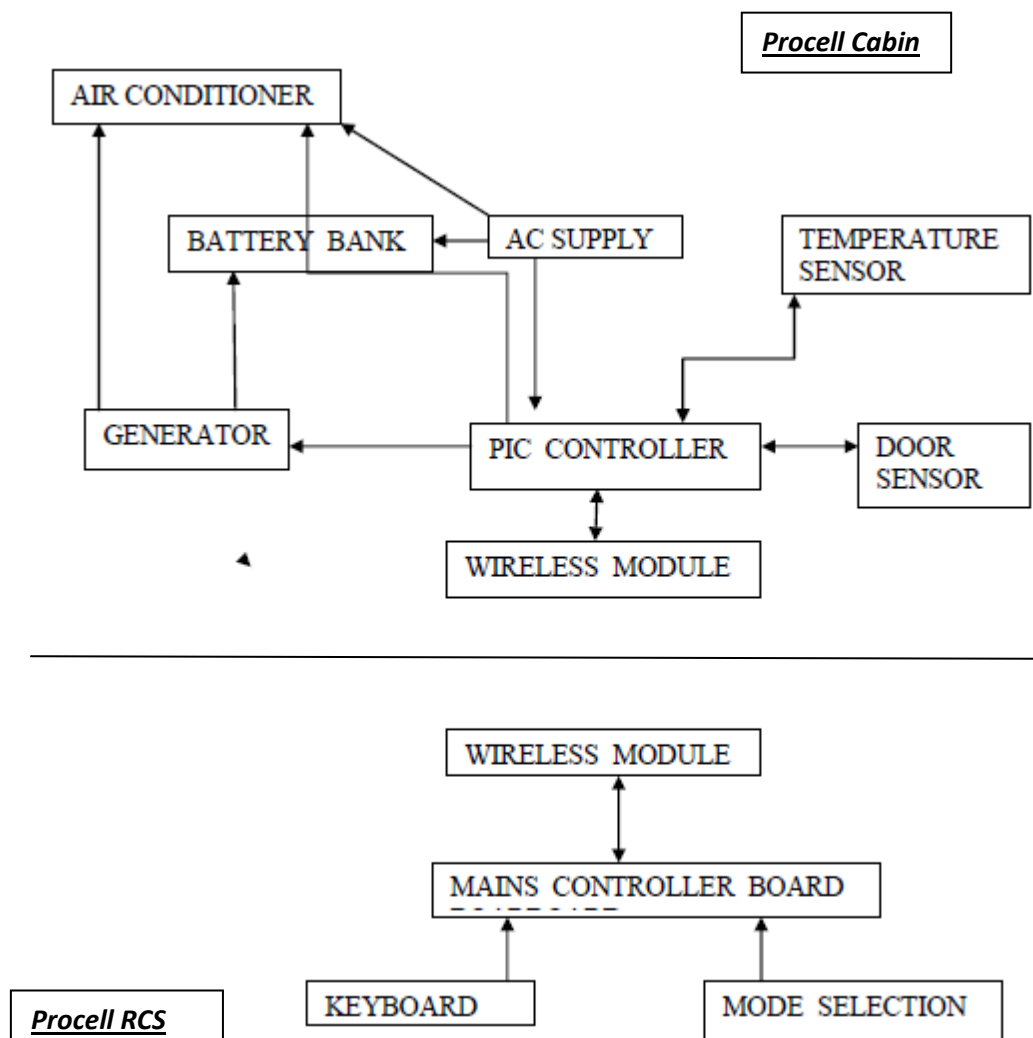 Procell Cabin
AIR CONDITIONER
BATTERY BANK
AC SUPPLY
TEMPERATURE
SENSOR
GENERATOR
PIC CONTROLLER
DOOR
SENSOR
WIRELESS MODULE
WIRELESS MODULE
MAINS CONTROLLER BOARD
KEYBOARD
MODE SELECTION
Procell RCS